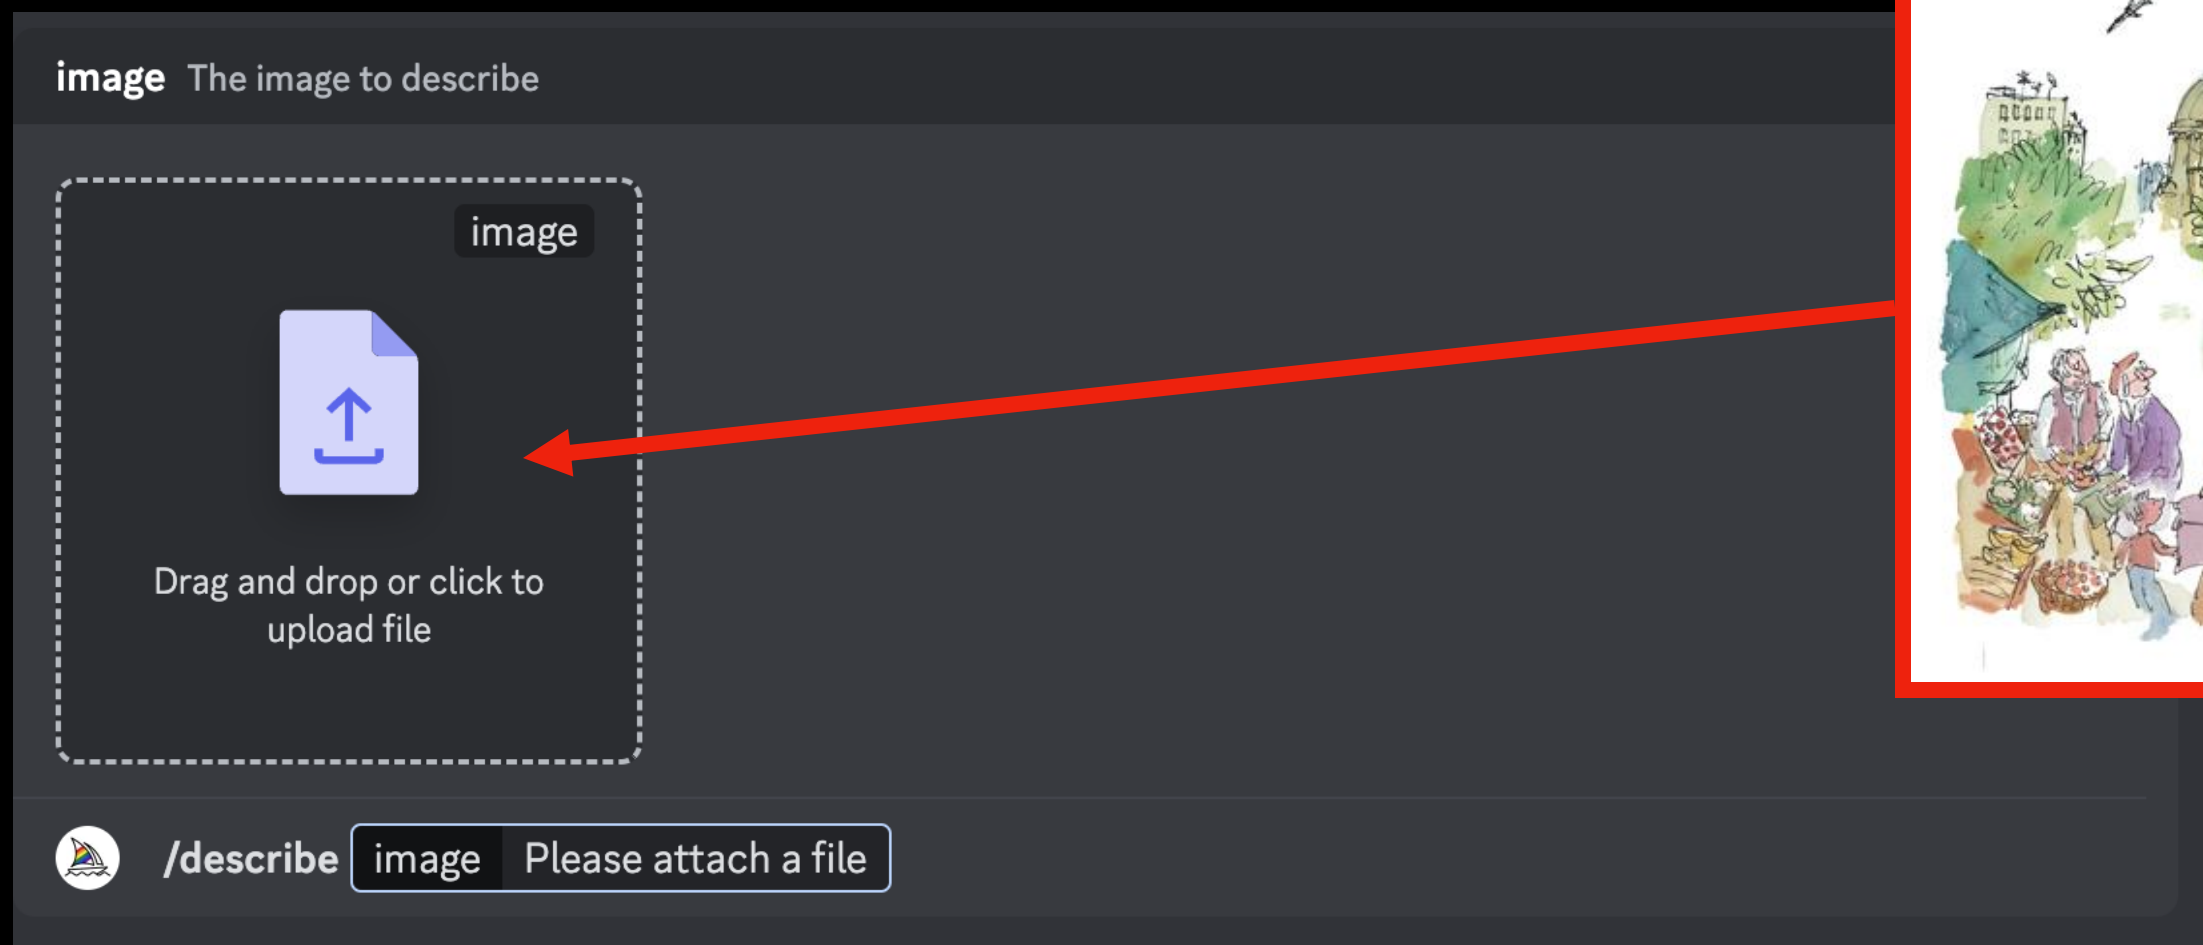 image The image to describe
image
Drag and drop or click to
upload file
/describe image Please attach a file